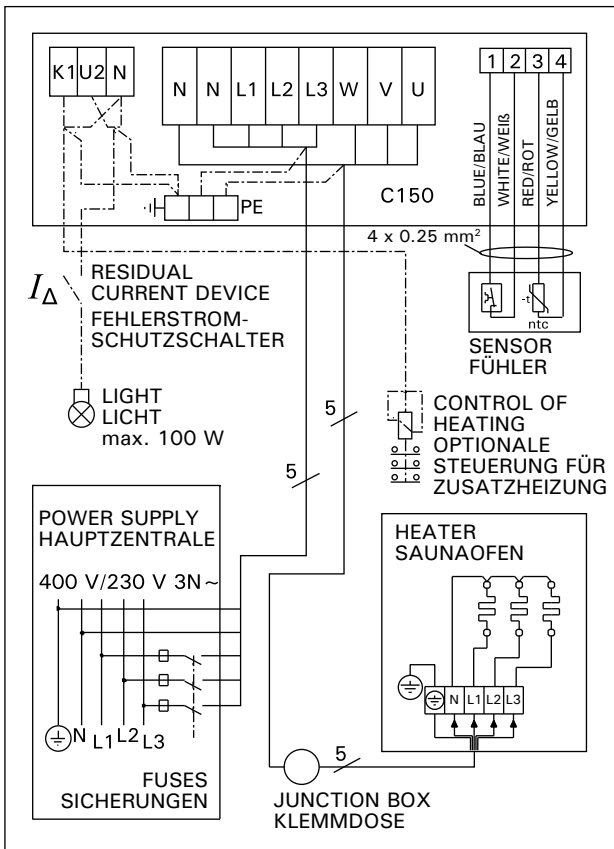 K1 U2 N
N N L1 L2 L3 W V U
1 2 3 4
BLUE/BLAU
WHITE/WEIß
RED/ROT
YELLOW/GELB
PE
C150
4 x 0.25 mm²
-t
ntc
SENSOR
FÜHLER
IΔ
RESIDUAL
CURRENT DEVICE
FEHLERSTROM-
SCHUTZSCHALTER
LIGHT
LICHT
max. 100 W
5
5
CONTROL OF
HEATING
OPTIONALE
STEUERUNG FÜR
ZUSATZHEIZUNG
POWER SUPPLY
HAUPTZENTRALE
400 V/230 V 3N~
N L1 L2 L3
FUSES
SICHERUNGEN
HEATER
SAUNAOFEN
N L1 L2 L3
5
JUNCTION BOX
KLEMMDOSE